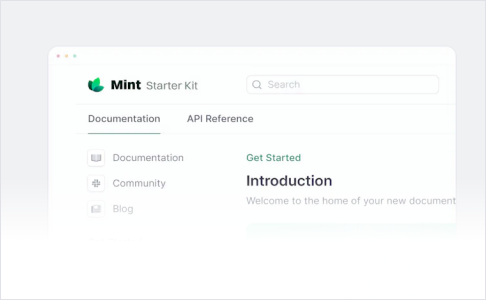 Mint Starter Kit
Search
Documentation
API Reference
Documentation
Community
Blog
Get Started
Introduction
Welcome to the home of your new document